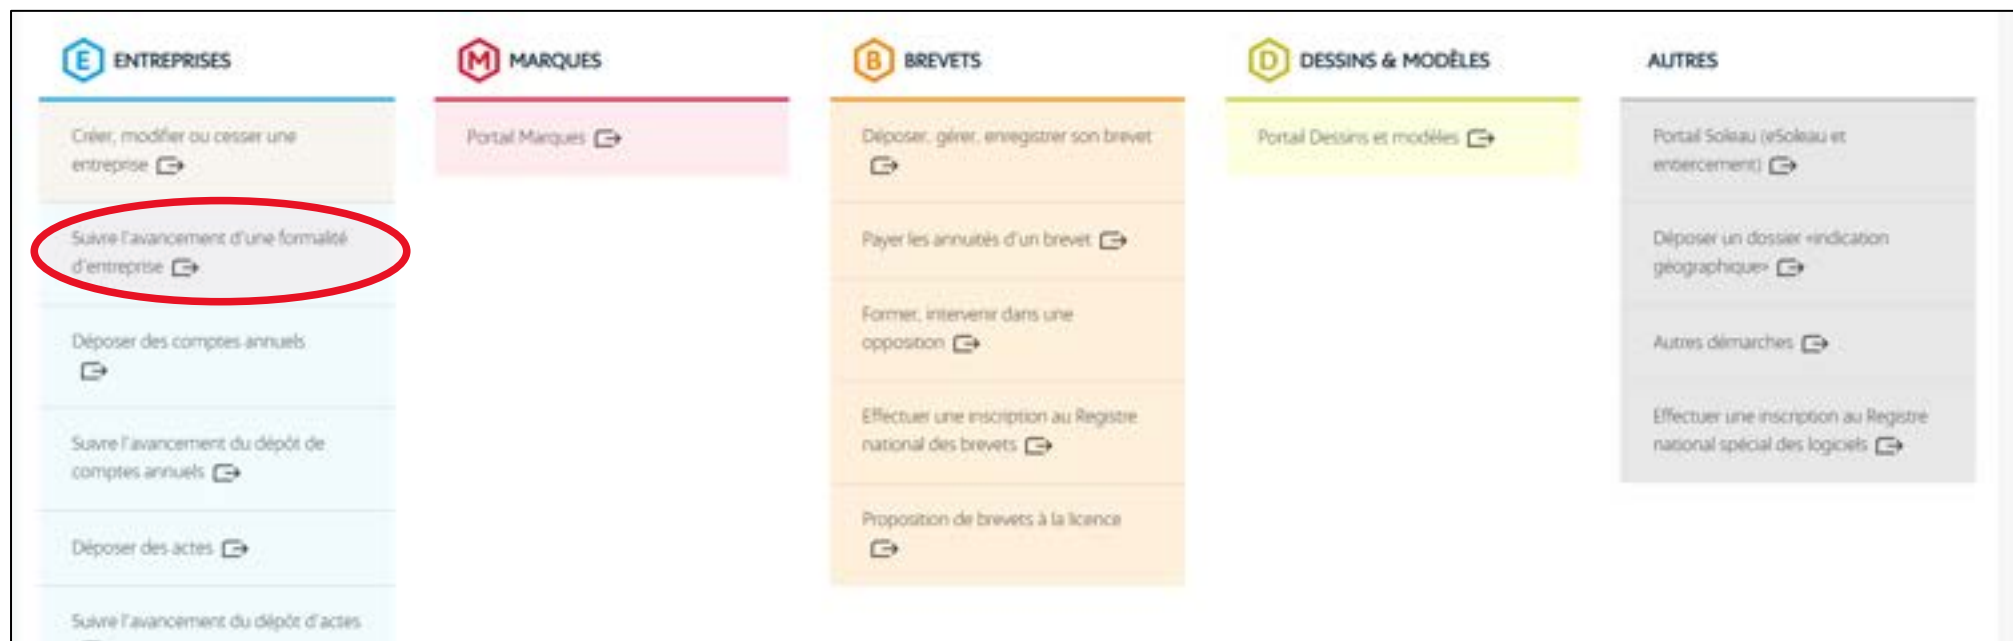 E ENTREPRISES
Créer, modifier ou cesser une
entreprise
Suivre l'avancement d'une formalité
d'entreprise
Déposer des comptes annuels
Suivre l'avancement du dépôt de
comptes annuels
Déposer des actes
Suivre l'avancement du dépôt d'actes
M MARQUES
Portail Marques
B BREVETS
Déposer, gérer, enregistrer son brevet
Payer les annuités d'un brevet
Former, intervenir dans une
opposition
Effectuer une inscription au Registre
national des brevets
Proposition de brevets à la licence
D DESSINS & MODÈLES
Portail Dessins et modèles
AUTRES
Portail Soleau (eSoleau et
entiercement)
Déposer un dossier «indication
géographique»
Autres démarches
Effectuer une inscription au Registre
national spécial des logiciels